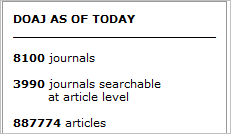 DOAJ AS OF TODAY
8100 journals
3990 journals searchable
at article level
887774 articles